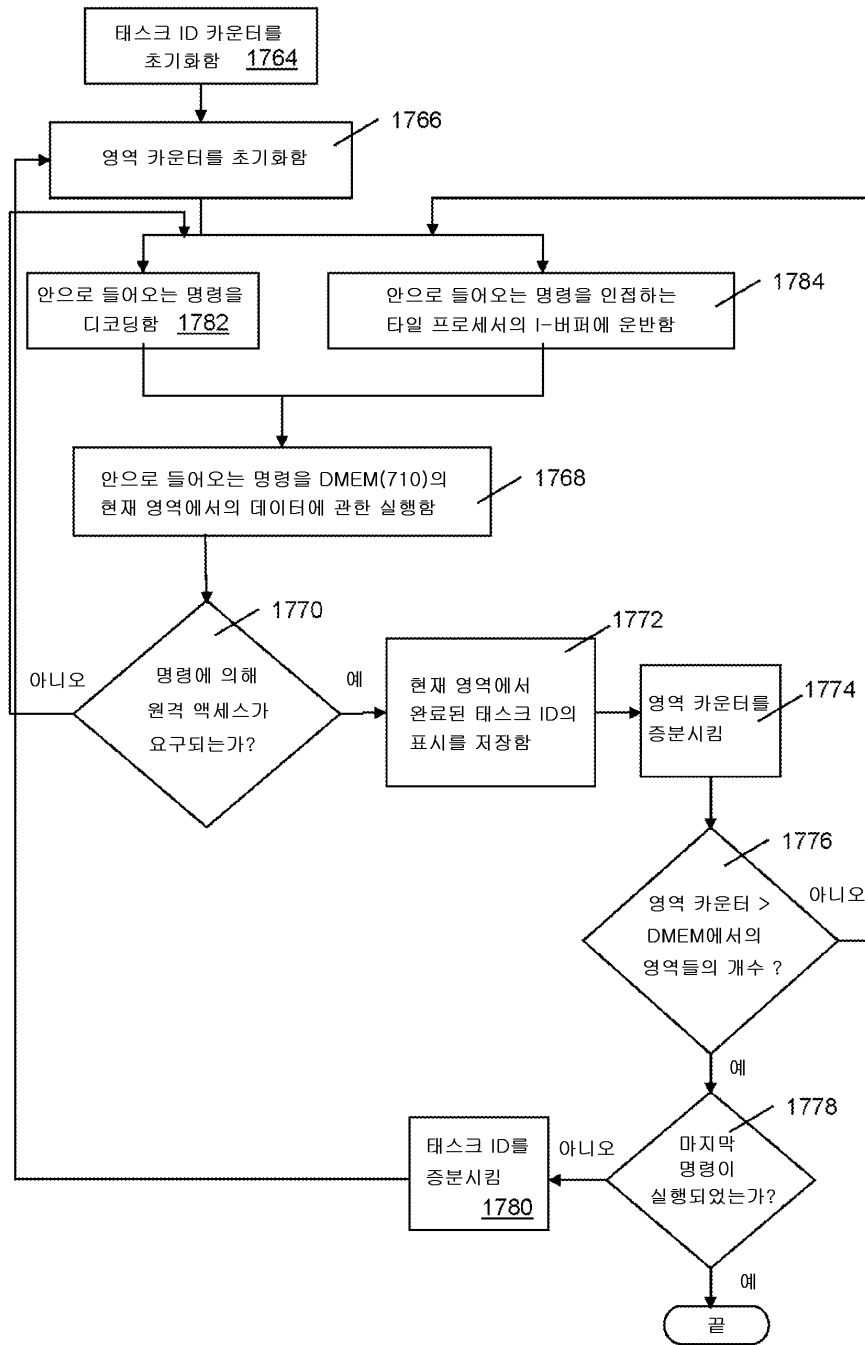 태스크 ID 카운터를
초기화함 1764
1766
영역 카운터를 초기화함
안으로 들어오는 명령을
디코딩함 1782
안으로 들어오는 명령을 인접하는
타일 프로세서의 I-버퍼에 운반함
1784
안으로 들어오는 명령을 DMEM(710)의
현재 영역에서의 데이터에 관한 실행함
1768
1770
아니오
명령에 의해
원격 액세스가
요구되는가?
예
1772
현재 영역에서
완료된 태스크 ID의
표시를 저장함
1774
영역 카운터를
증분시킴
1776
영역 카운터 >
DMEM에서의
영역들의 개수 ?
아니오
예
1778
마지막
명령이
실행되었는가?
아니오
태스크 ID를
증분시킴
1780
예
끝